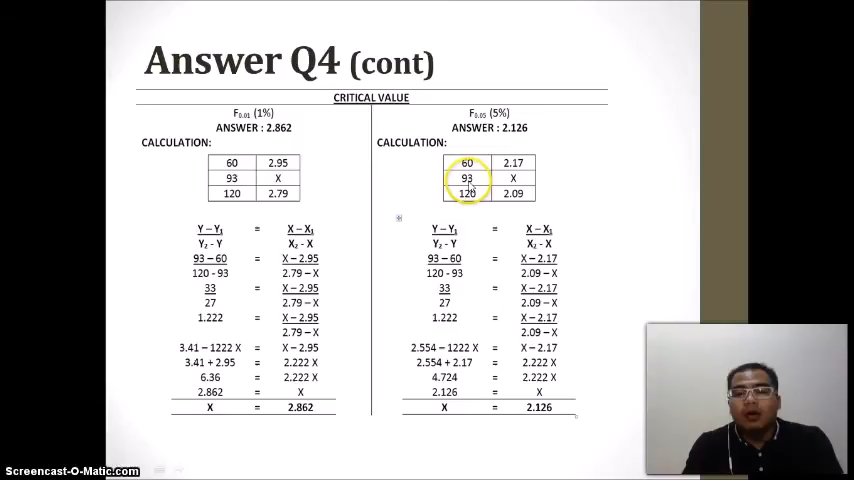 Answer Q4 (cont)
CRITICAL VALUE
F0.01 (1%)
ANSWER : 2.862
CALCULATION:
60 2.95
93 X
120 2.79
Y – Y1 = X – X1
Y2 - Y X2 - X
93 – 60 = X – 2.95
120 - 93 2.79 – X
33 = X – 2.95
27 2.79 – X
1.222 = X – 2.95
2.79 – X
3.41 – 1222 X = X – 2.95
3.41 + 2.95 = 2.222 X
6.36 = 2.222 X
2.862 = X
X = 2.862
F0.05 (5%)
ANSWER : 2.126
CALCULATION:
60 2.17
93 X
120 2.09
Y – Y1 = X – X1
Y2 - Y X2 - X
93 – 60 = X – 2.17
120 - 93 2.09 – X
33 = X – 2.17
27 2.09 – X
1.222 = X – 2.17
2.09 – X
2.554 – 1222 X = X – 2.17
2.554 + 2.17 = 2.222 X
4.724 = 2.222 X
2.126 = X
X = 2.126
Screencast-O-Matic.com